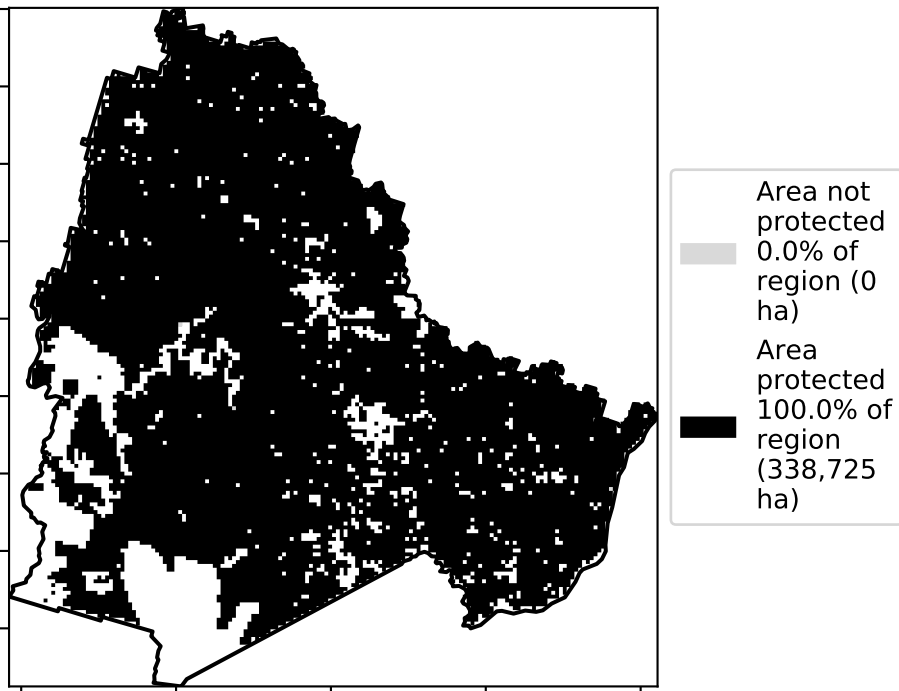 Area not
protected
0.0% of
region (0
ha)
Area
protected
100.0% of
region
(338,725
ha)